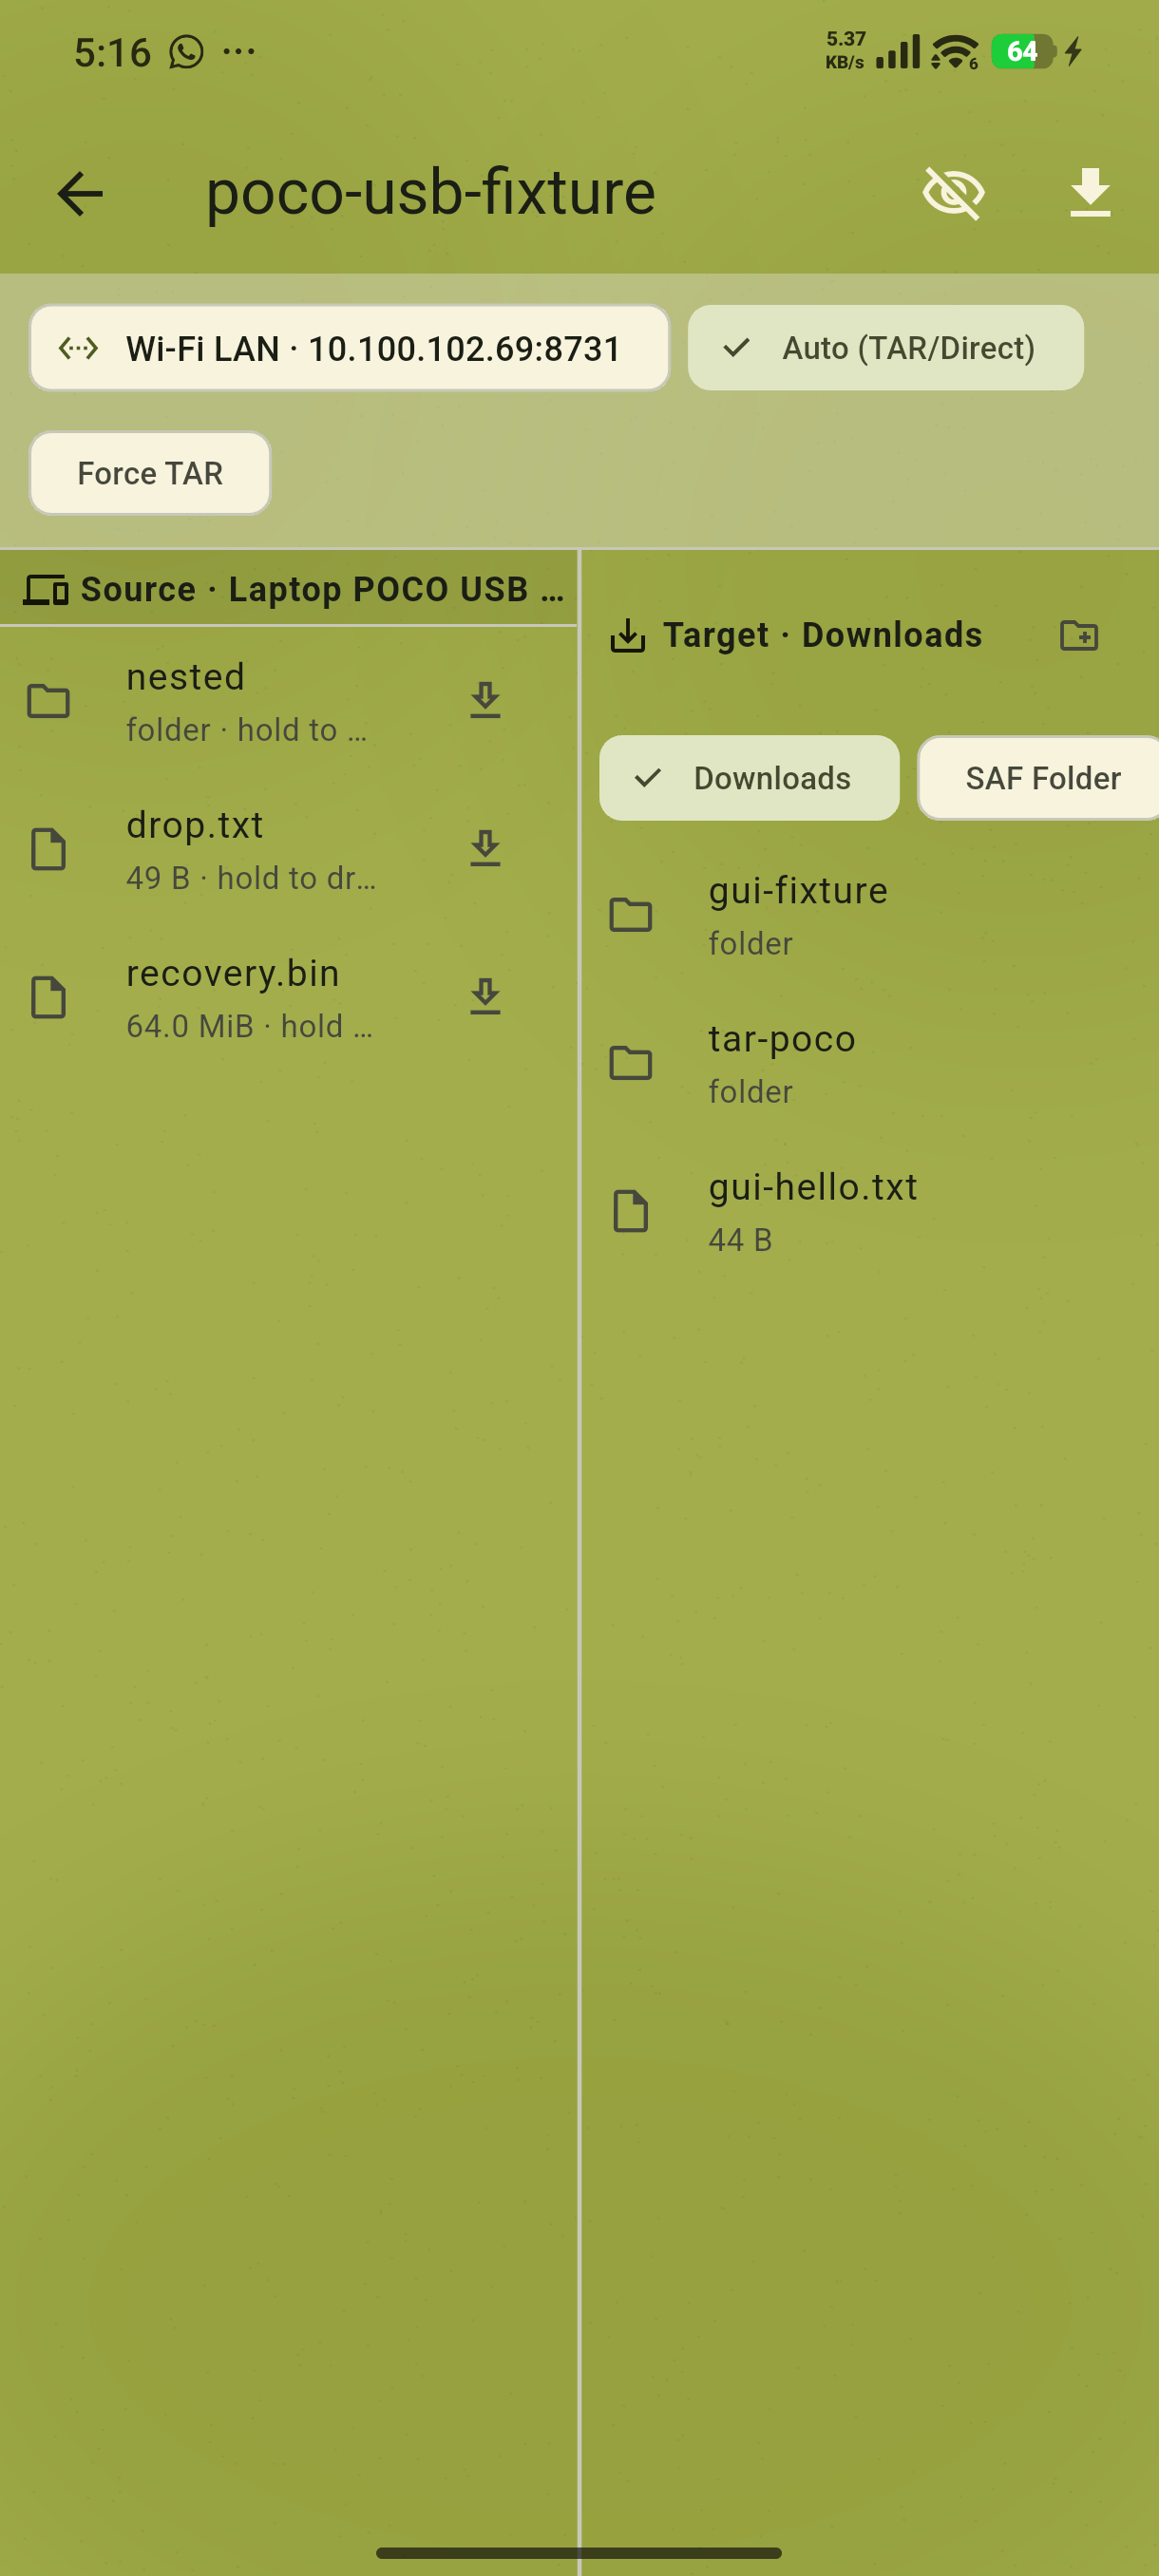 5:16 ...
5.37
KB/s
6
64
poco-usb-fixture
Wi-Fi LAN · 10.100.102.69:8731
Auto (TAR/Direct)
Force TAR
Source · Laptop POCO USB …
nested
folder · hold to …
drop.txt
49 B · hold to dr…
recovery.bin
64.0 MiB · hold …
Target · Downloads
Downloads
SAF Folder
gui-fixture
folder
tar-poco
folder
gui-hello.txt
44 B